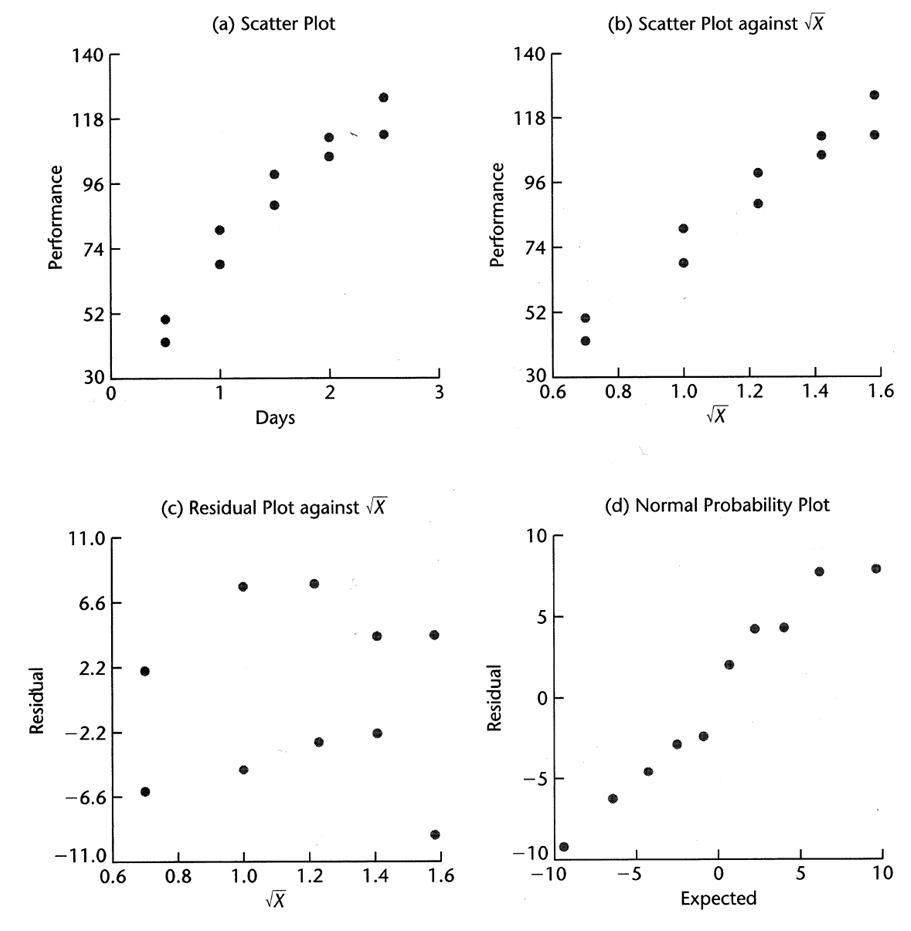 (a) Scatter Plot
140
118
96
74
52
30
Performance
0 1 2 3
Days
(b) Scatter Plot against √X
140
118
96
74
52
30
Performance
0.6 0.8 1.0 1.2 1.4 1.6
√X
(c) Residual Plot against √X
11.0
6.6
2.2
−2.2
−6.6
−11.0
Residual
0.6 0.8 1.0 1.2 1.4 1.6
√X
(d) Normal Probability Plot
10
5
0
−5
−10
Residual
−10 −5 0 5 10
Expected